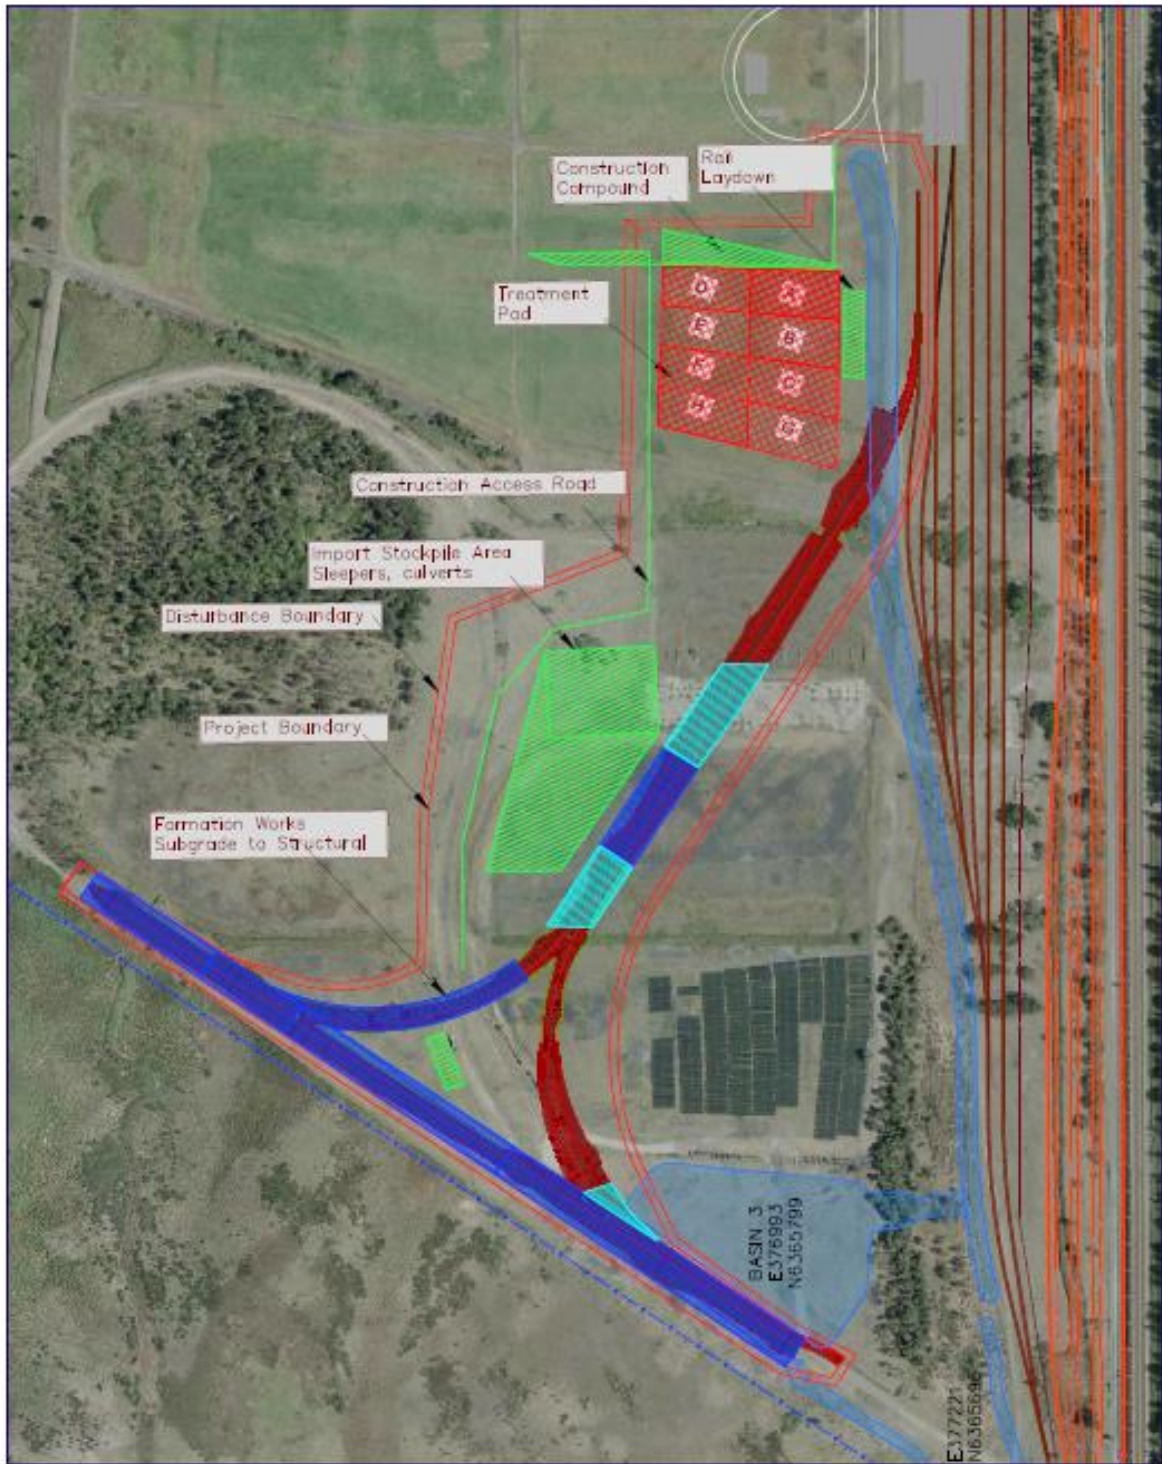 Construction
Compound
Rail
Laydown
Treatment
Pad
D
A
E
B
C
G
Construction Access Road
Import Stockpile Area
Sleepers, culverts
Disturbance Boundary
Project Boundary
Formation Works
Subgrade to Structural
BASIN 3
E376993
N6365799
E377221